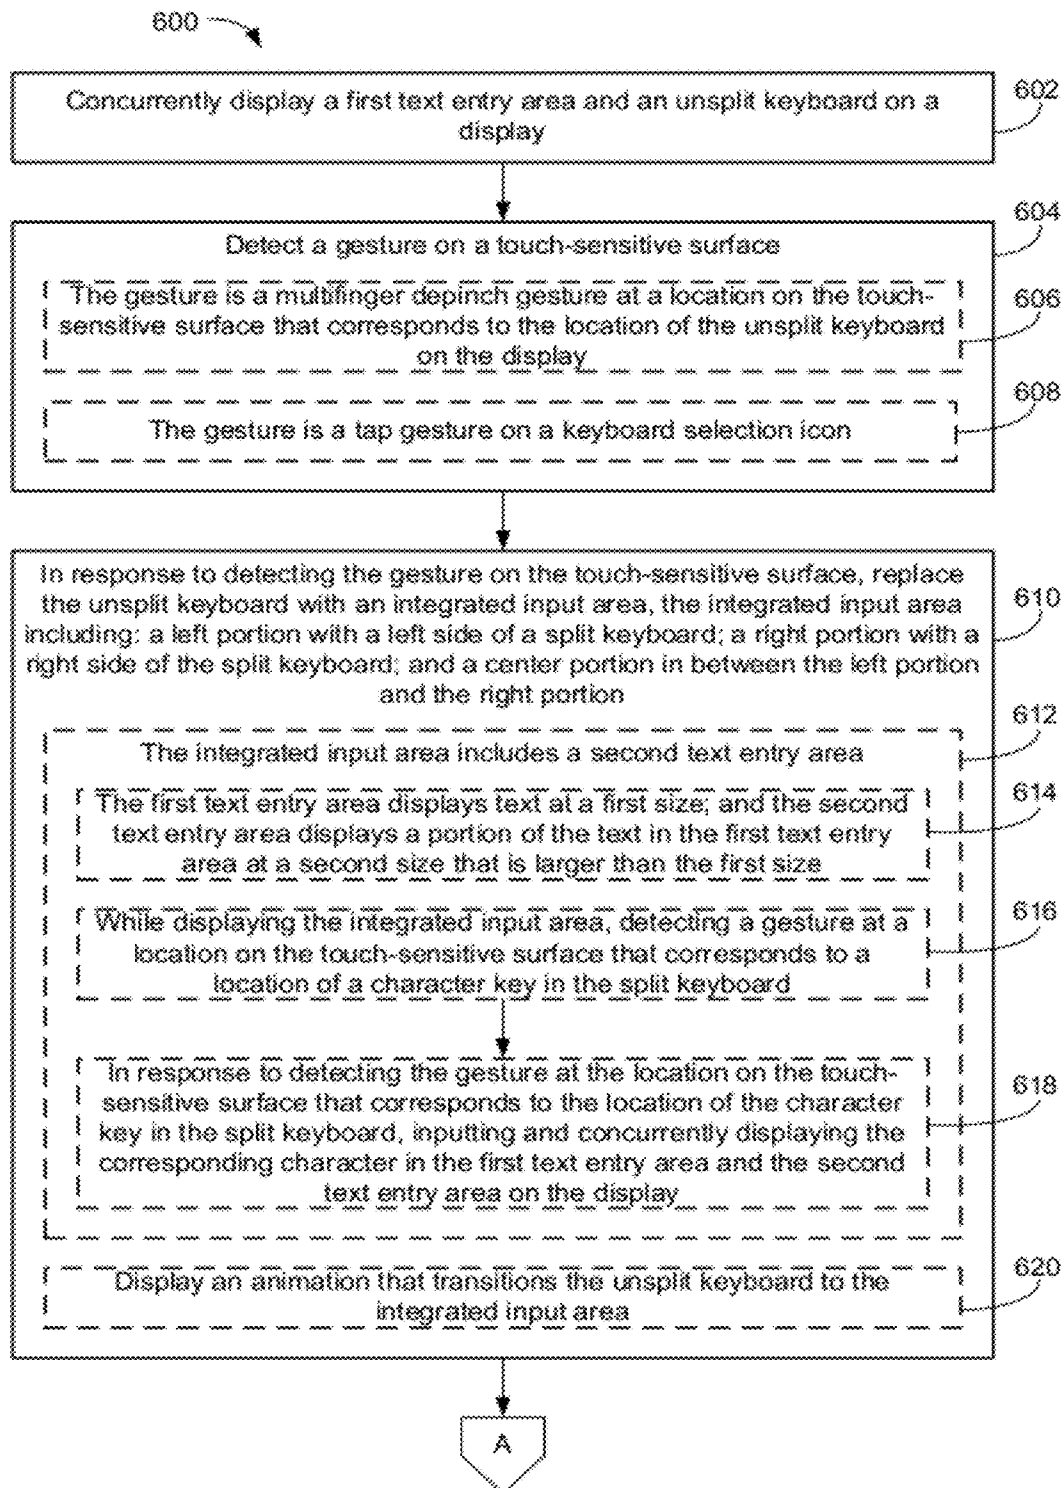 600
Concurrently display a first text entry area and an unsplit keyboard on a
display
602
604
Detect a gesture on a touch-sensitive surface
The gesture is a multifinger depinch gesture at a location on the touch-
sensitive surface that corresponds to the location of the unsplit keyboard
on the display
606
608
The gesture is a tap gesture on a keyboard selection icon
In response to detecting the gesture on the touch-sensitive surface, replace
the unsplit keyboard with an integrated input area, the integrated input area
including: a left portion with a left side of a split keyboard; a right portion with a
right side of the split keyboard; and a center portion in between the left portion
and the right portion
610
612
The integrated input area includes a second text entry area
The first text entry area displays text at a first size; and the second
text entry area displays a portion of the text in the first text entry
area at a second size that is larger than the first size
614
While displaying the integrated input area, detecting a gesture at a
location on the touch-sensitive surface that corresponds to a
location of a character key in the split keyboard
616
In response to detecting the gesture at the location on the touch-
sensitive surface that corresponds to the location of the character
key in the split keyboard, inputting and concurrently displaying the
corresponding character in the first text entry area and the second
text entry area on the display
618
Display an animation that transitions the unsplit keyboard to the
integrated input area
620
A